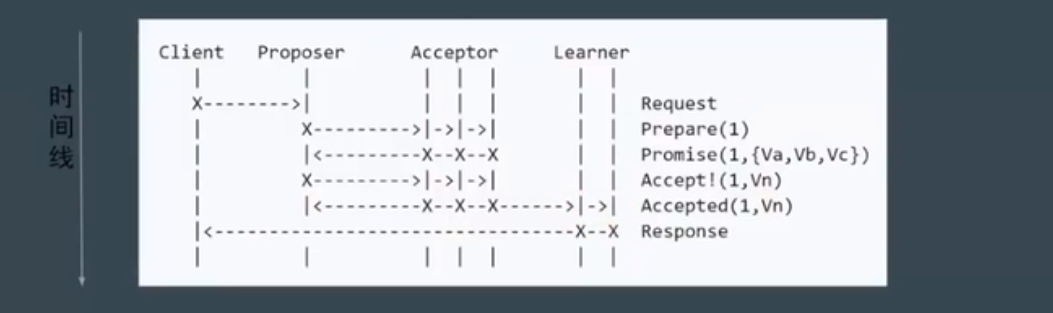 时间线
Client Proposer Acceptor Learner
| | | | | | |
X-------->| | | | | | Request
| X--------->|->|->| | | Prepare(1)
| |<---------X--X--X | | Promise(1,{Va,Vb,Vc})
| X--------->|->|->| | | Accept!(1,Vn)
| |<---------X--X--X------>|->| Accepted(1,Vn)
|<---------------------------------X--X Response
| | | | | | |